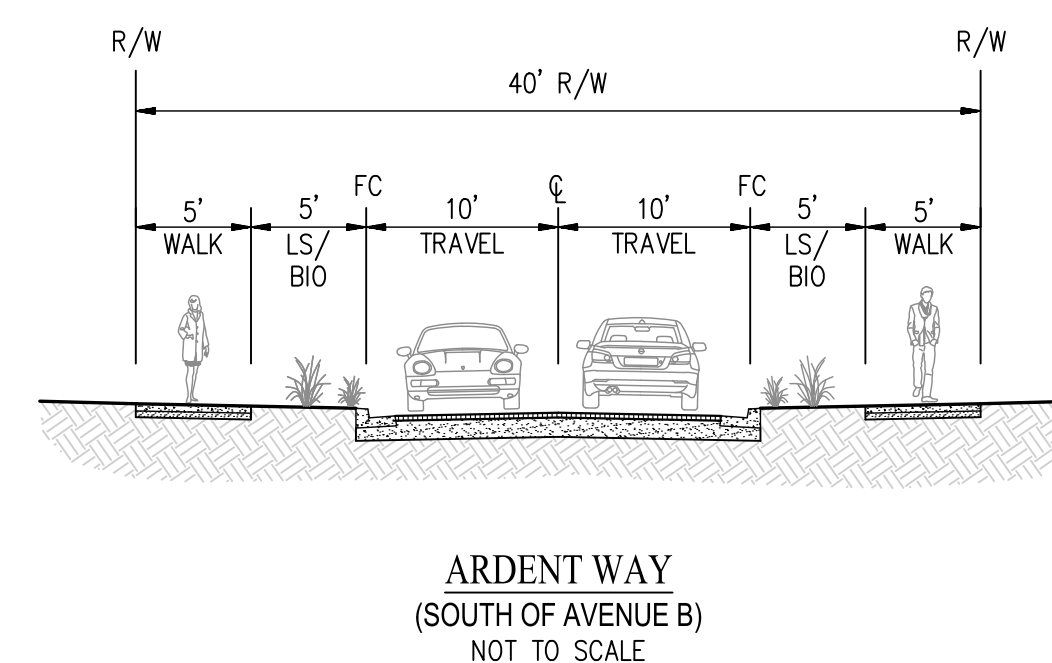 R/W R/W
40' R/W
FC ℄ FC
5' 5' 10' 10' 5' 5'
WALK LS/ TRAVEL TRAVEL LS/ WALK
BIO BIO
ARDENT WAY
(SOUTH OF AVENUE B)
NOT TO SCALE